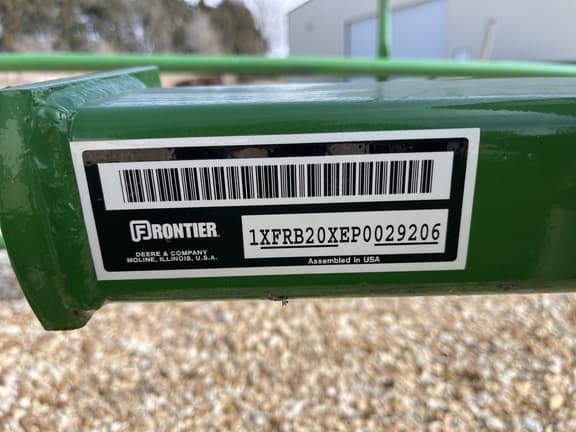 FRONTIER
1XFRB20XEP0029206
DEERE & COMPANY
MOLINE, ILLINOIS, U.S.A.
Assembled in USA